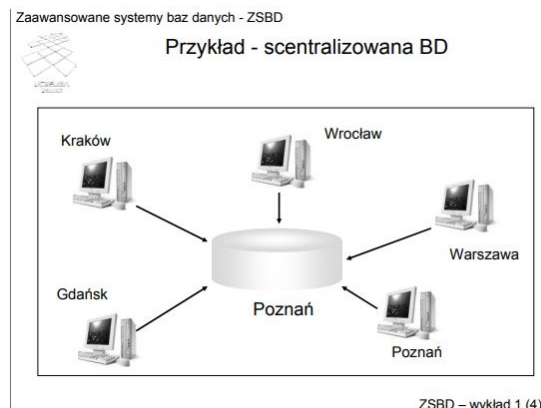 Zaawansowane systemy baz danych - ZSBD
Przykład - scentralizowana BD
Kraków
Wrocław
Warszawa
Gdańsk
Poznań
Poznań
ZSBD – wykład 1 (4)